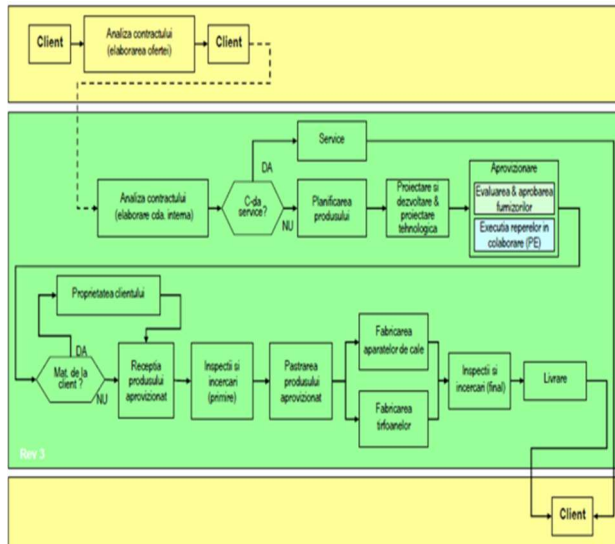 Client
Analiza contractului
(elaborarea ofertei)
Client
Service
DA
Analiza contractului
(elaborare cda. interna)
C-da
service?
NU
Planificarea
produsului
Proiectare si
dezvoltare &
proiectare
tehnologica
Aprovizionare
Evaluarea & aprobarea
furnizorilor
Executia reperelor in
colaborare (PE)
Proprietatea clientului
DA
Mat. de la
client ?
NU
Receptia
produsului
aprovizionat
Inspectii si
incercari
(primire)
Pastrarea
produsului
aprovizionat
Fabricarea
aparatelor de cale
Fabricarea
tirfoanelor
Inspectii si
incercari (final)
Livrare
Rev 3
Client